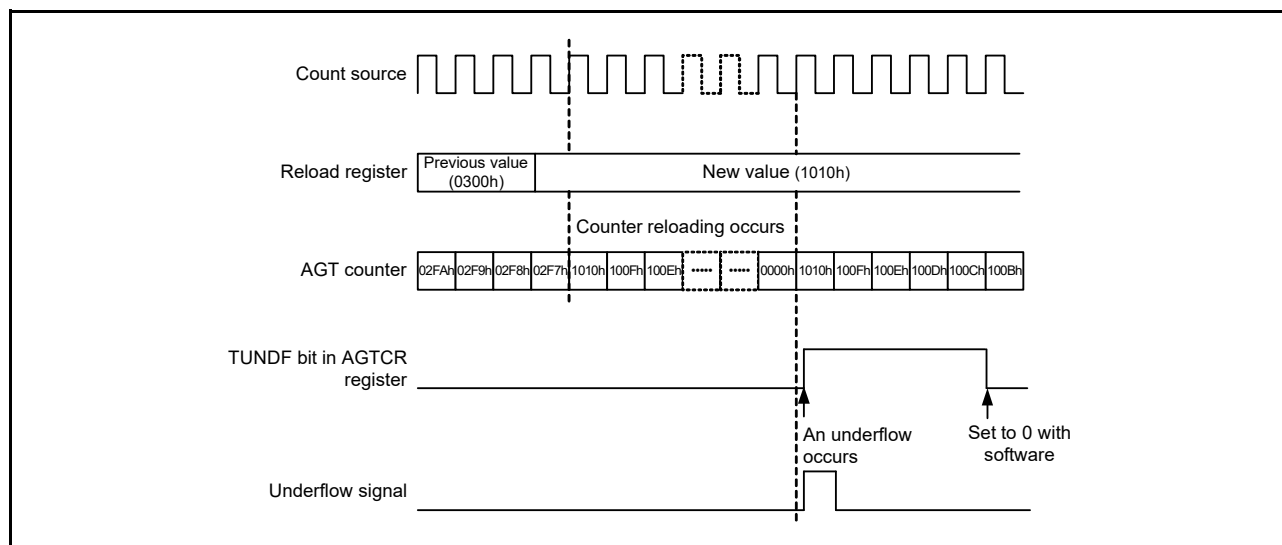 Count source
Reload register
Previous value
(0300h)
New value (1010h)
Counter reloading occurs
AGT counter
02FAh 02F9h 02F8h 02F7h 1010h 100Fh 100Eh ····· ····· 0000h 1010h 100Fh 100Eh 100Dh 100Ch 100Bh
TUNDF bit in AGTCR
register
An underflow
occurs
Set to 0 with
software
Underflow signal